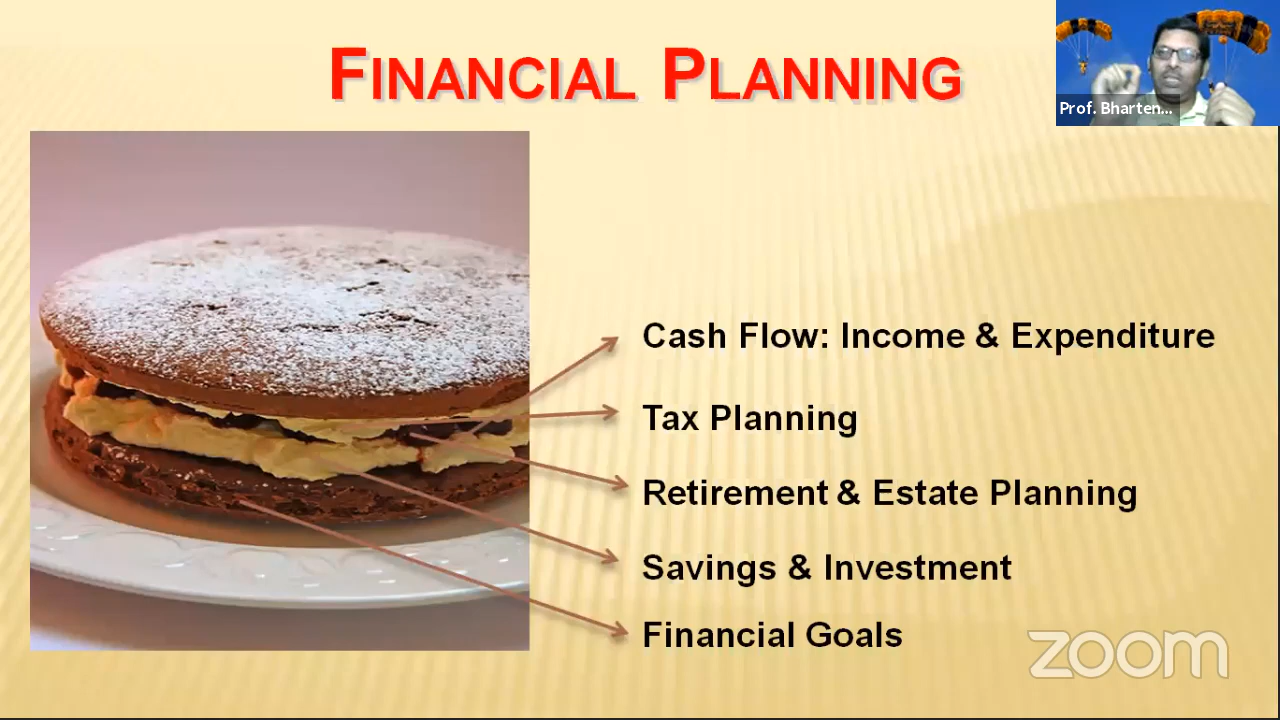 FINANCIAL PLANNING
Prof. Bharten...
Cash Flow: Income & Expenditure
Tax Planning
Retirement & Estate Planning
Savings & Investment
Financial Goals
zoom